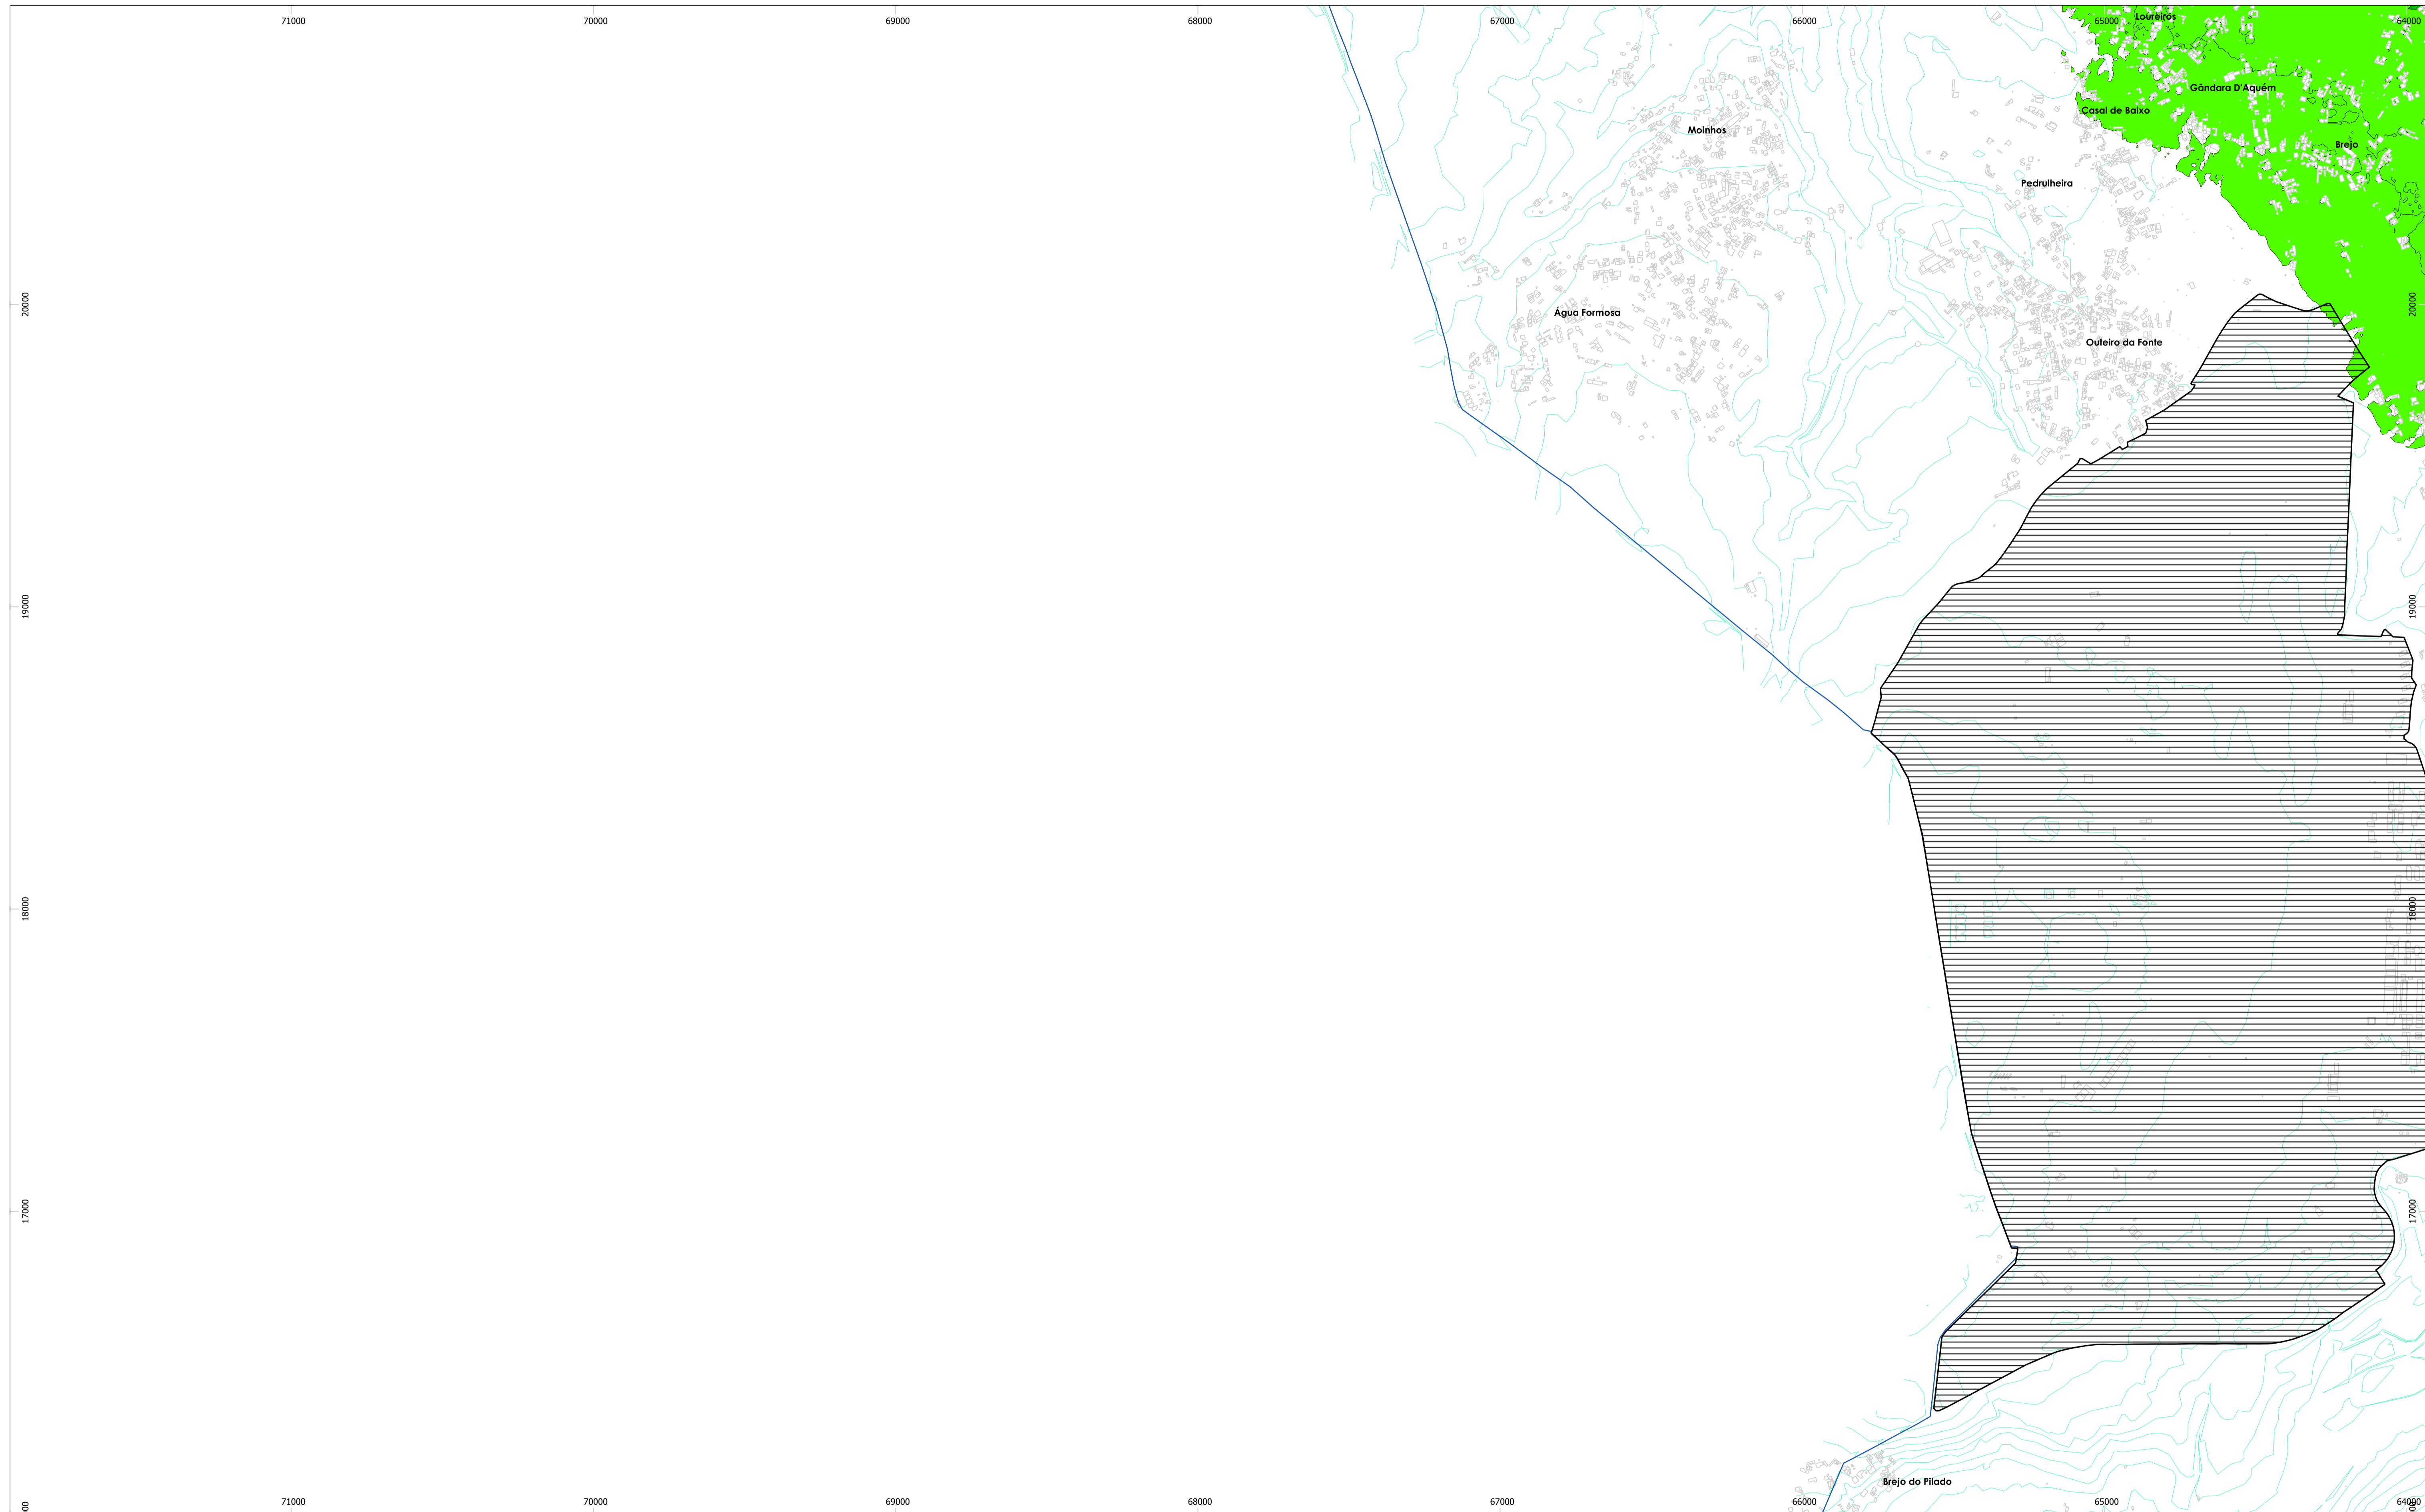 71000 70000 69000 68000 67000 66000 65000 64000
Loureiros
Gândara D'Aquém
Casal de Baixo
Moinhos
Brejo
Pedrulheira
20000 20000
Água Formosa
Outeiro da Fonte
19000 19000
18000 18000
17000 17000
Brejo do Pilado
71000 70000 69000 68000 67000 66000 65000 64000